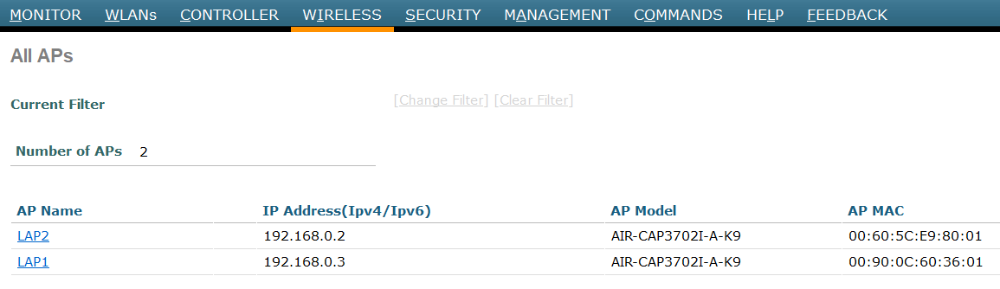 MONITOR WLANs CONTROLLER WIRELESS SECURITY MANAGEMENT COMMANDS HELP FEEDBACK
All APs
Current Filter [Change Filter] [Clear Filter]
Number of APs 2
AP Name IP Address(Ipv4/Ipv6) AP Model AP MAC
LAP2 192.168.0.2 AIR-CAP3702I-A-K9 00:60:5C:E9:80:01
LAP1 192.168.0.3 AIR-CAP3702I-A-K9 00:90:0C:60:36:01